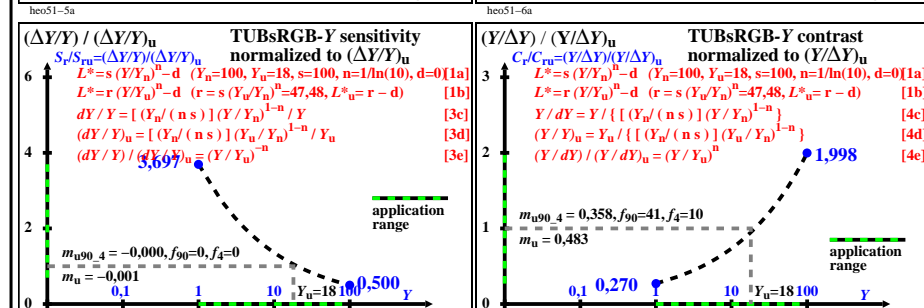 heo51–5a
(ΔY/Y) / (ΔY/Y)u
TUBsRGB-Y sensitivity
Sr/Sru=(ΔY/Y)/(ΔY/Y)u
normalized to (ΔY/Y)u
L*=s (Y/Yn)^n–d (Yn=100, Yu=18, s=100, n=1/ln(10), d=0)[1a]
6
L*=r (Y/Yu)^n–d (r = s (Yu/Yn)^n=47,48, L*u= r – d) [1b]
dY / Y = [ (Yn/ ( n s ) ] (Y / Yn)^1–n / Y [3c]
(dY / Y)u = [ (Yn/ ( n s ) ] (Yu / Yn)^1–n / Yu [3d]
(dY / Y) / (dY / Y)u = (Y / Yu)^–n [3e]
3,697
4
application
range
2
mu90_4 = –0,000, f90=0, f4=0
mu = –0,001
0,500
0,1 1 Yu=18 100 Y
0
heo51–6a
(Y/ΔY) / (Y/ΔY)u
TUBsRGB-Y contrast
Cr/Cru=(Y/ΔY)/(Y/ΔY)u
normalized to (Y/ΔY)u
L*=s (Y/Yn)^n–d (Yn=100, Yu=18, s=100, n=1/ln(10), d=0)[1a]
3
L*=r (Y/Yu)^n–d (r = s (Yu/Yn)^n=47,48, L*u= r – d) [1b]
Y / dY = Y / { [ (Yn/ ( n s ) ] (Y / Yn)^1–n } [4c]
(Y / dY)u = Yu / { [ (Yn/ ( n s ) ] (Yu / Yn)^1–n } [4d]
(Y / dY) / (Y / dY)u = (Y / Yu)^n [4e]
2
1,998
mu90_4 = 0,358, f90=41, f4=10
1
mu = 0,483
application
range
0,270
0,1 1 Yu=18 100 Y
0